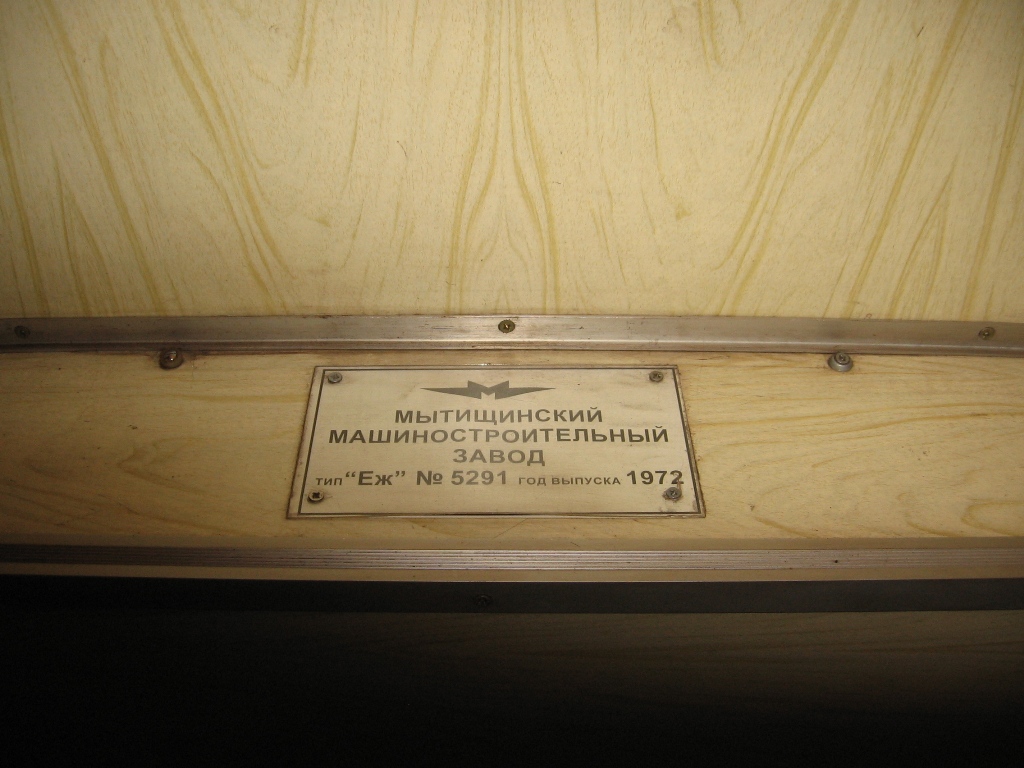 МЫТИЩИНСКИЙ
МАШИНОСТРОИТЕЛЬНЫЙ
ЗАВОД
ТИП “Еж” № 5291 ГОД ВЫПУСКА 1972